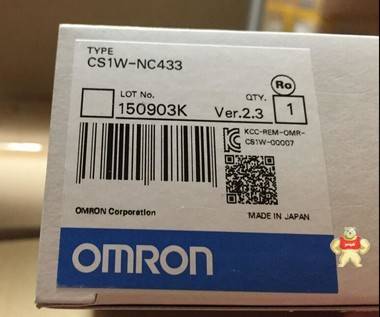 TYPE
CS1W-NC433
Ro
LOT No.
QTY.
150903K
Ver.2.3
1
KCC-REM-OMR-
CS1W-00007
OMRON Corporation
MADE IN JAPAN
OMRON